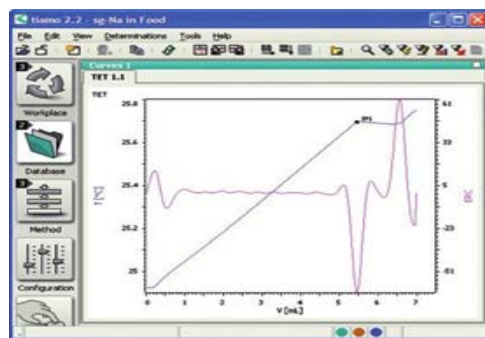 tiamo 2.2 - sg-Na in Food
File Edit View Determinations Tools Help
Curves 1
TET 1.1
TET
Workplace
Database
Method
Configuration
25.8
25.6
25.4
25.2
25
T [°C]
EP1
61
33
5
-23
-51
ERC
0 1 2 3 4 5 6 7
V [mL]